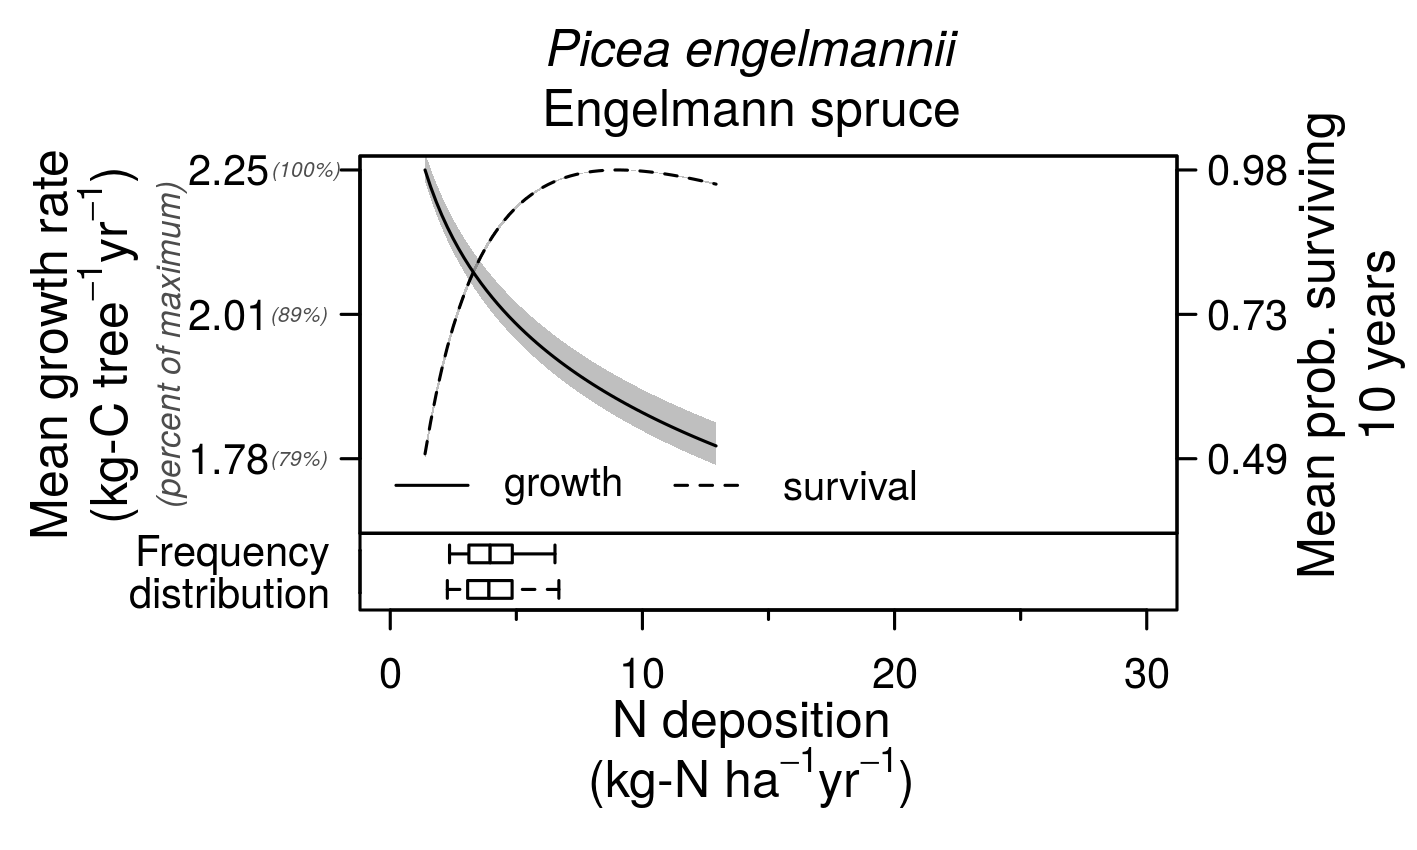 Picea engelmannii
Engelmann spruce
Mean growth rate
(kg-C tree⁻¹yr⁻¹)
(percent of maximum)
2.25 (100%)
2.01 (89%)
1.78 (79%)
0.98
0.73
0.49
Mean prob. surviving
10 years
growth survival
Frequency
distribution
0 10 20 30
N deposition
(kg-N ha⁻¹yr⁻¹)